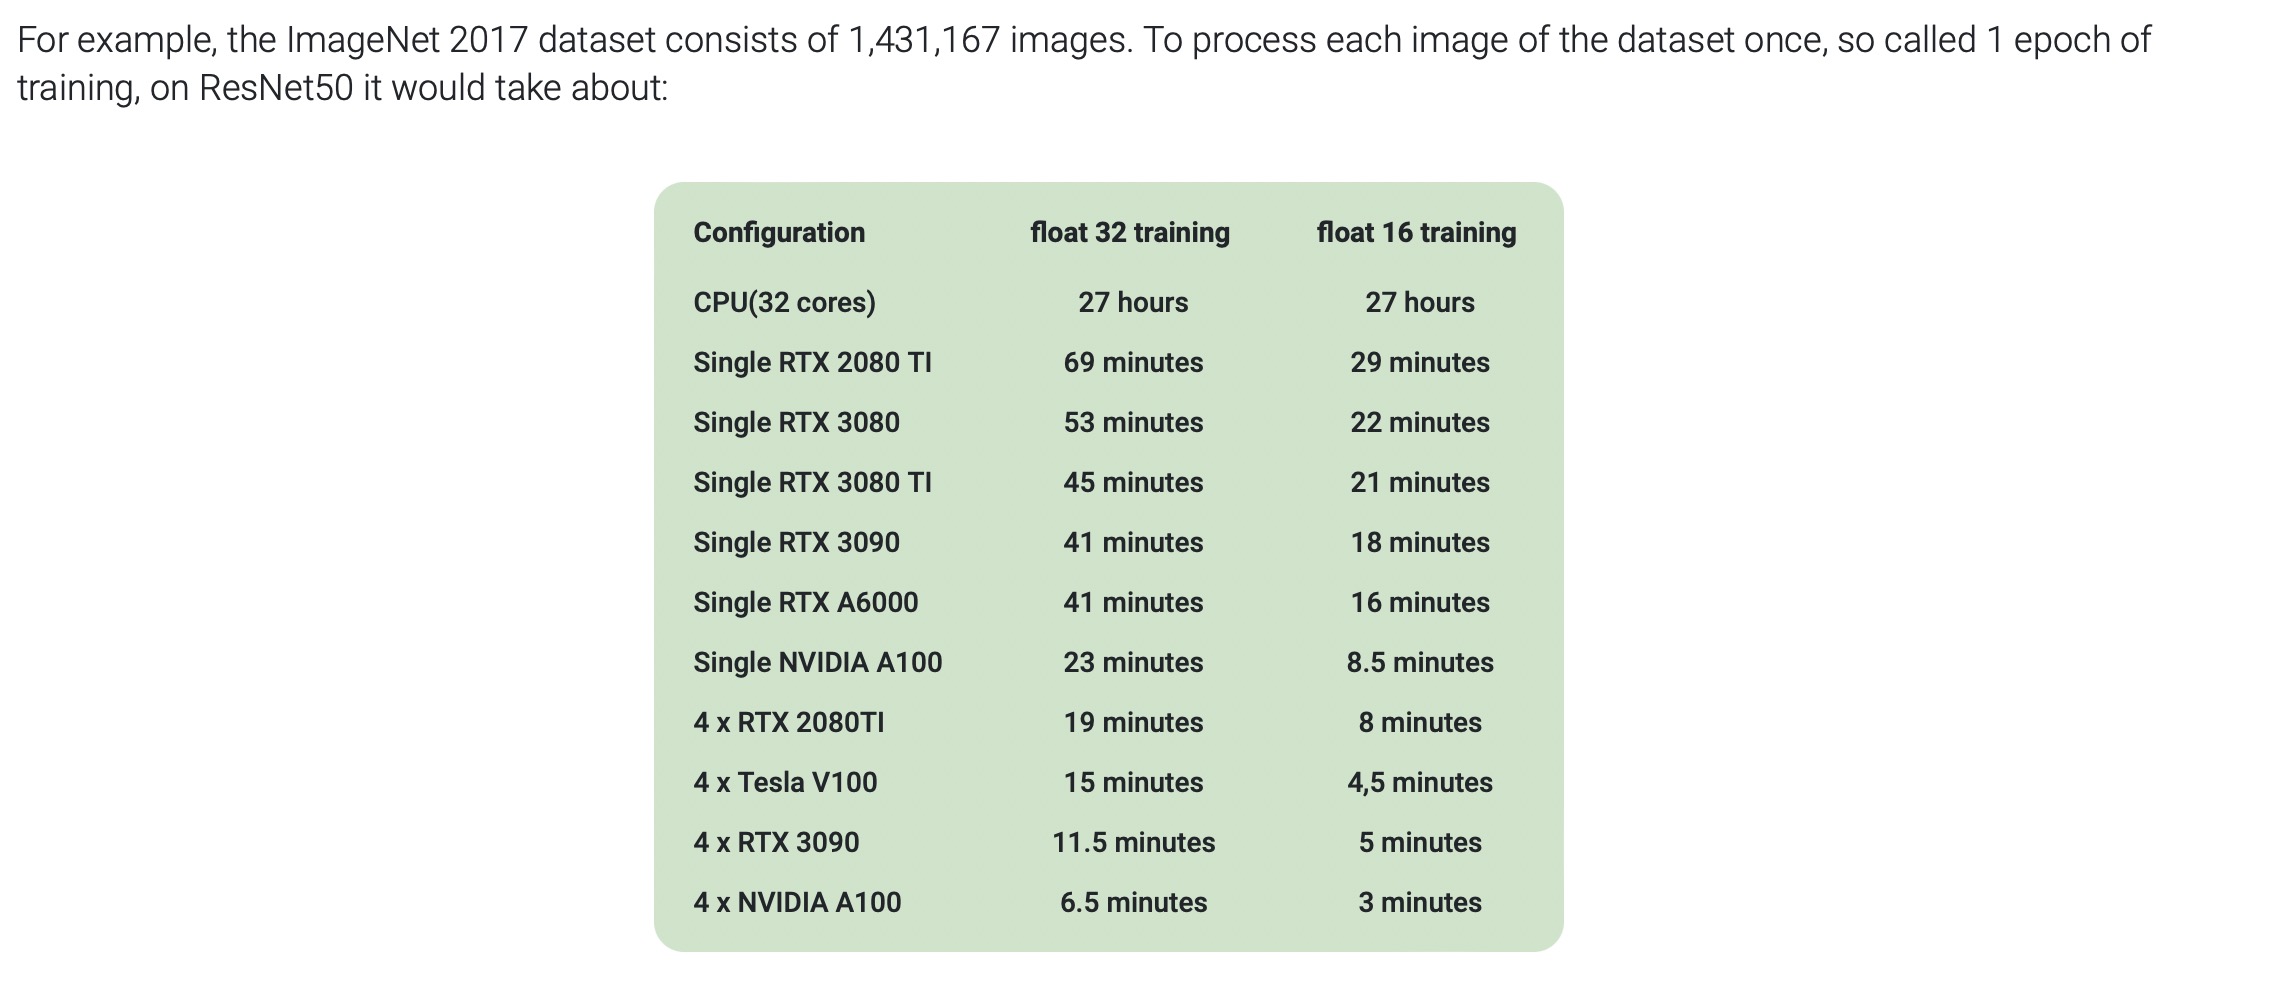 For example, the ImageNet 2017 dataset consists of 1,431,167 images. To process each image of the dataset once, so called 1 epoch of
training, on ResNet50 it would take about:
Configuration float 32 training float 16 training
CPU(32 cores) 27 hours 27 hours
Single RTX 2080 TI 69 minutes 29 minutes
Single RTX 3080 53 minutes 22 minutes
Single RTX 3080 TI 45 minutes 21 minutes
Single RTX 3090 41 minutes 18 minutes
Single RTX A6000 41 minutes 16 minutes
Single NVIDIA A100 23 minutes 8.5 minutes
4 x RTX 2080TI 19 minutes 8 minutes
4 x Tesla V100 15 minutes 4,5 minutes
4 x RTX 3090 11.5 minutes 5 minutes
4 x NVIDIA A100 6.5 minutes 3 minutes